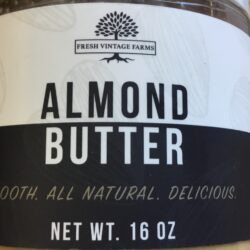 FRESH VINTAGE FARMS
ALMOND
BUTTER
OOTH. ALL NATURAL. DELICIOUS.
NET WT. 16 OZ